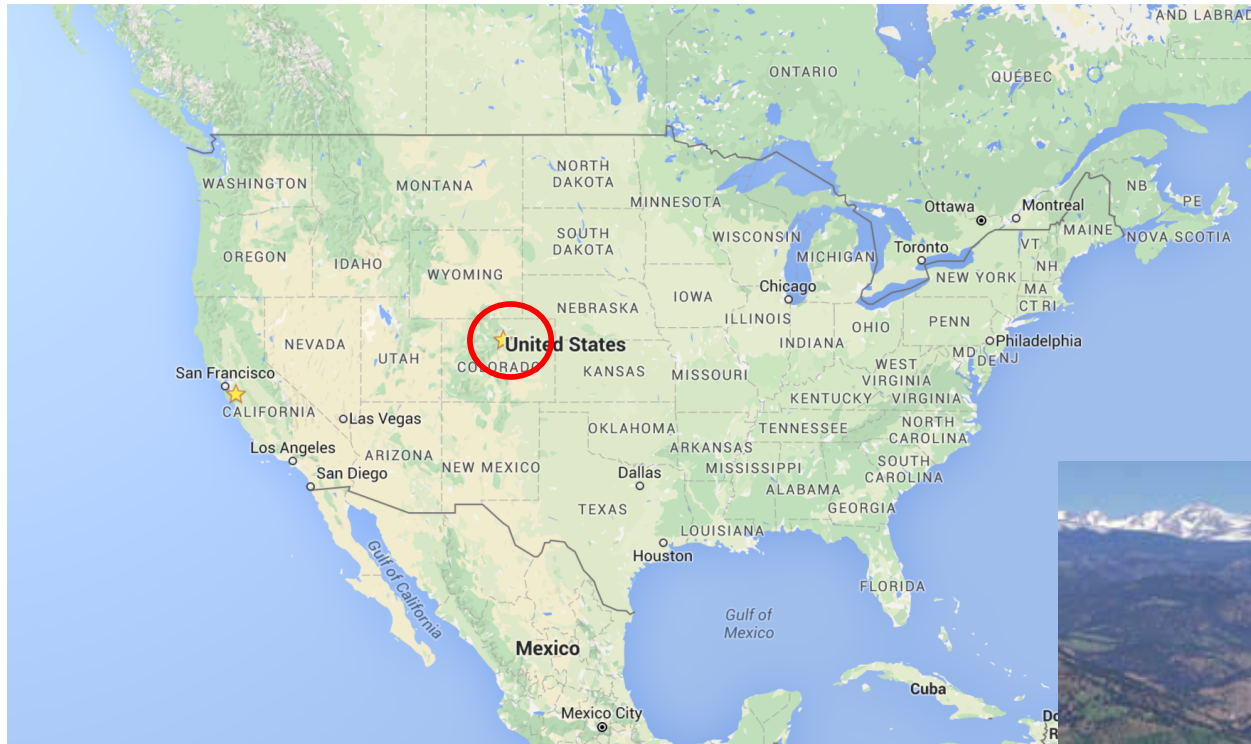 AND LABRAD
ONTARIO
QUÉBEC
NORTH
DAKOTA
WASHINGTON
MONTANA
MINNESOTA
NB
PE
Ottawa
Montreal
MAINE
NOVA SCOTIA
SOUTH
DAKOTA
WISCONSIN
MICHIGAN
Toronto
VT
NH
OREGON
IDAHO
WYOMING
NEW YORK
MA
CT RI
Chicago
NEBRASKA
IOWA
ILLINOIS
INDIANA
OHIO
PENN
Philadelphia
MD
DE
NJ
NEVADA
UTAH
United States
COLORADO
KANSAS
MISSOURI
WEST
VIRGINIA
KENTUCKY
VIRGINIA
San Francisco
CALIFORNIA
Las Vegas
OKLAHOMA
TENNESSEE
NORTH
CAROLINA
Los Angeles
ARIZONA
NEW MEXICO
ARKANSAS
MISSISSIPPI
SOUTH
CAROLINA
San Diego
Dallas
ALABAMA
TEXAS
GEORGIA
LOUISIANA
Houston
Gulf of California
FLORIDA
Gulf of
Mexico
Mexico
Cuba
Mexico City
Do
R